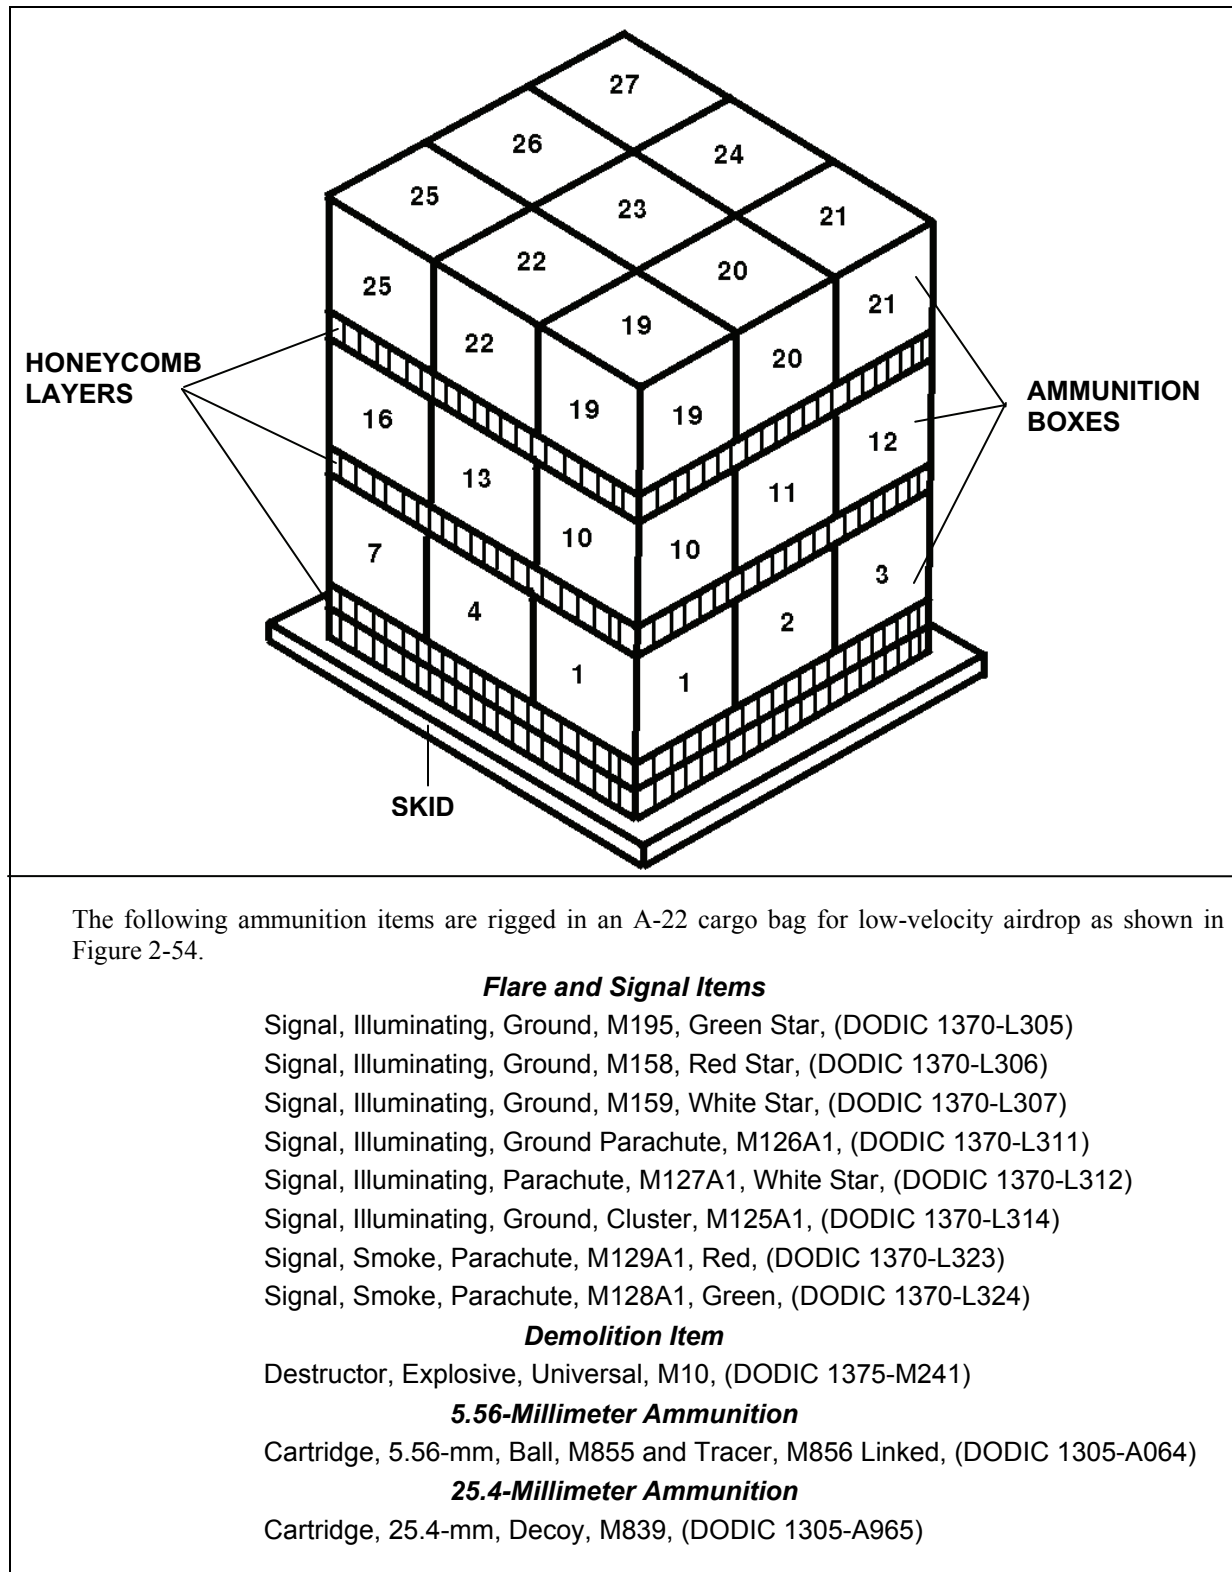 27
26
24
25
23
21
22
20
25
19
21
22
20
19
19
HONEYCOMB
LAYERS
AMMUNITION
BOXES
16
12
13
11
10
10
7
3
4
2
1
1
SKID
The following ammunition items are rigged in an A-22 cargo bag for low-velocity airdrop as shown in
Figure 2-54.
Flare and Signal Items
Signal, Illuminating, Ground, M195, Green Star, (DODIC 1370-L305)
Signal, Illuminating, Ground, M158, Red Star, (DODIC 1370-L306)
Signal, Illuminating, Ground, M159, White Star, (DODIC 1370-L307)
Signal, Illuminating, Ground Parachute, M126A1, (DODIC 1370-L311)
Signal, Illuminating, Parachute, M127A1, White Star, (DODIC 1370-L312)
Signal, Illuminating, Ground, Cluster, M125A1, (DODIC 1370-L314)
Signal, Smoke, Parachute, M129A1, Red, (DODIC 1370-L323)
Signal, Smoke, Parachute, M128A1, Green, (DODIC 1370-L324)
Demolition Item
Destructor, Explosive, Universal, M10, (DODIC 1375-M241)
5.56-Millimeter Ammunition
Cartridge, 5.56-mm, Ball, M855 and Tracer, M856 Linked, (DODIC 1305-A064)
25.4-Millimeter Ammunition
Cartridge, 25.4-mm, Decoy, M839, (DODIC 1305-A965)